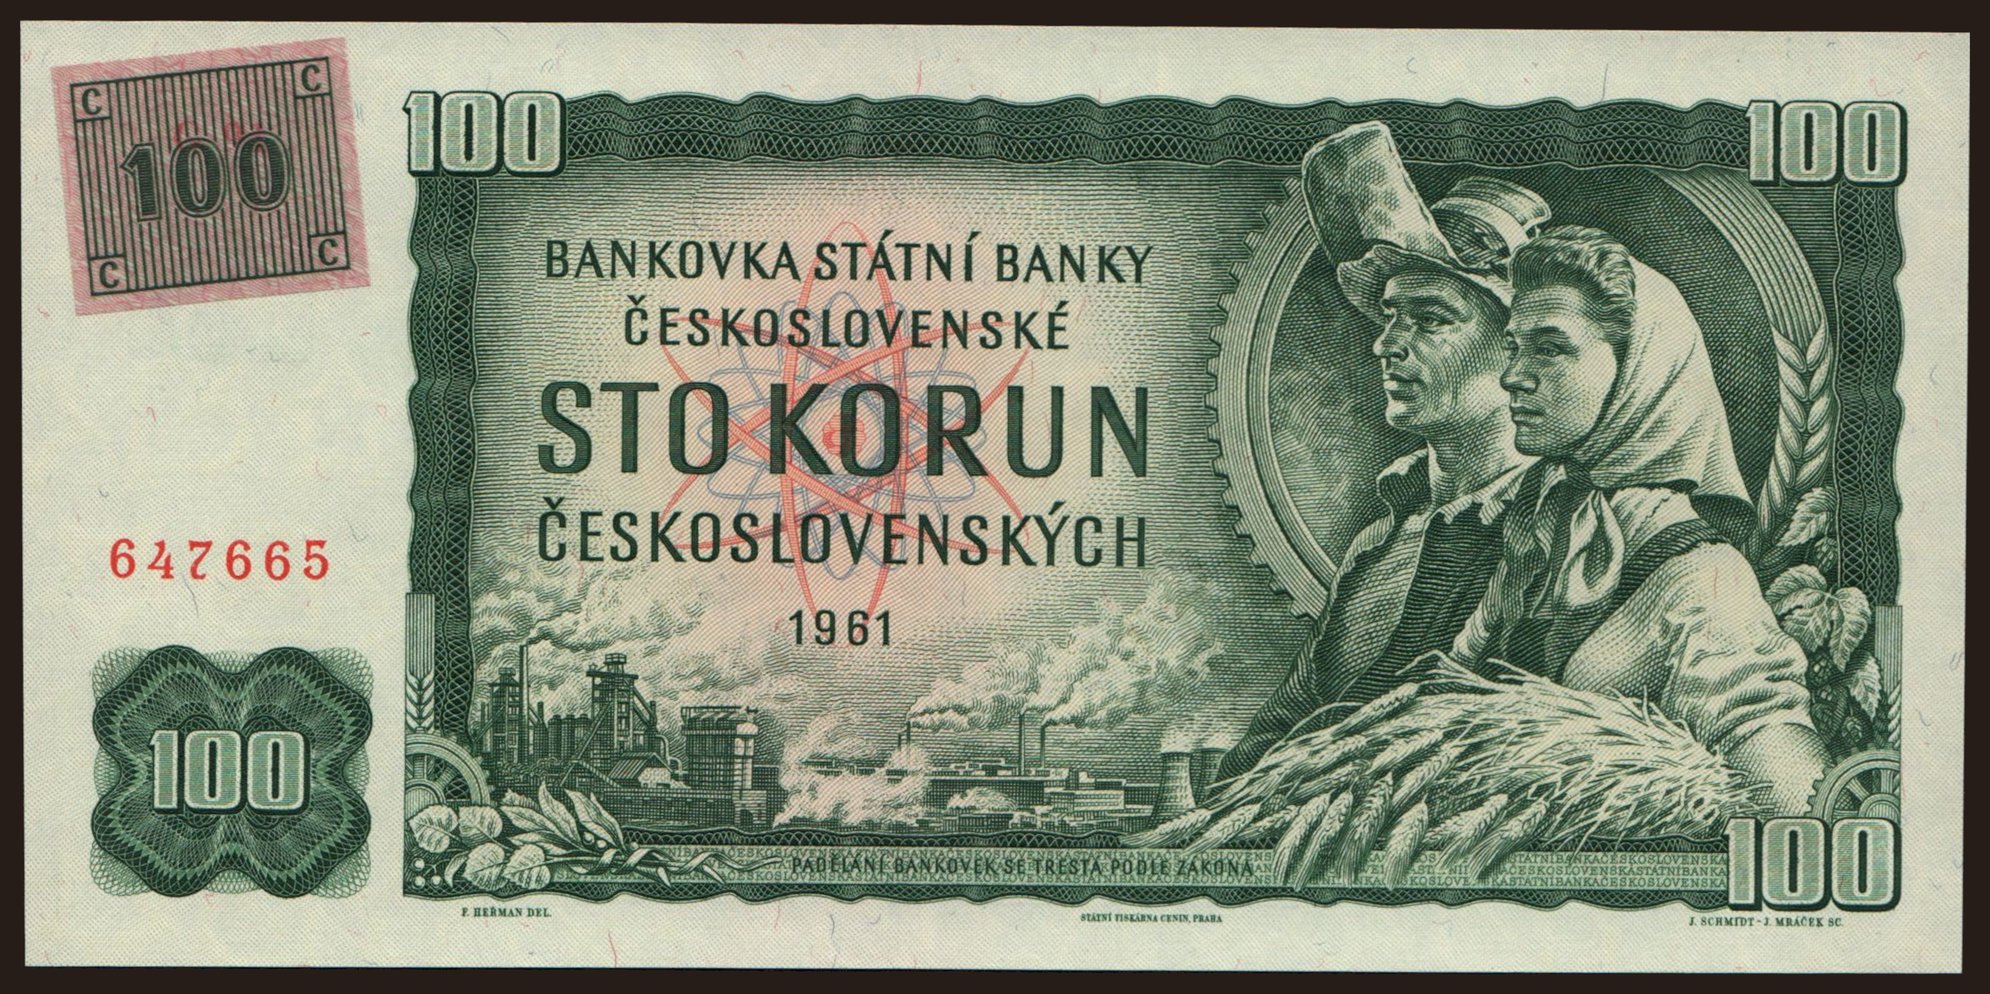 C C
100
C C
100
100
BANKOVKA STÁTNÍ BANKY
ČESKOSLOVENSKÉ
STO KORUN
ČESKOSLOVENSKÝCH
1961
647665
100
PADĚLÁNÍ BANKOVEK SE TRESTÁ PODLE ZÁKONA
100
F. HEŘMAN DEL.
STÁTNÍ TISKÁRNA CENIN, PRAHA
J. SCHMIDT - J. MRÁČEK SC.